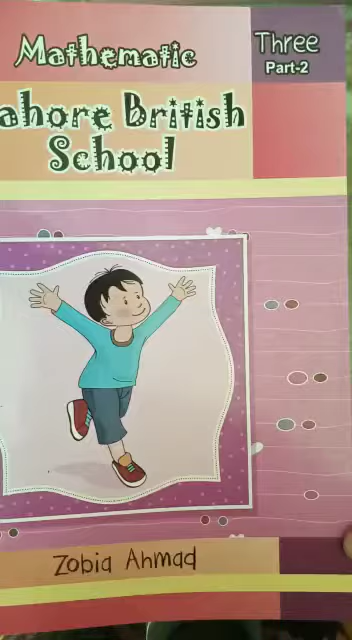 Mathematic
Three
Part-2
ahore British
School
Zobia Ahmad